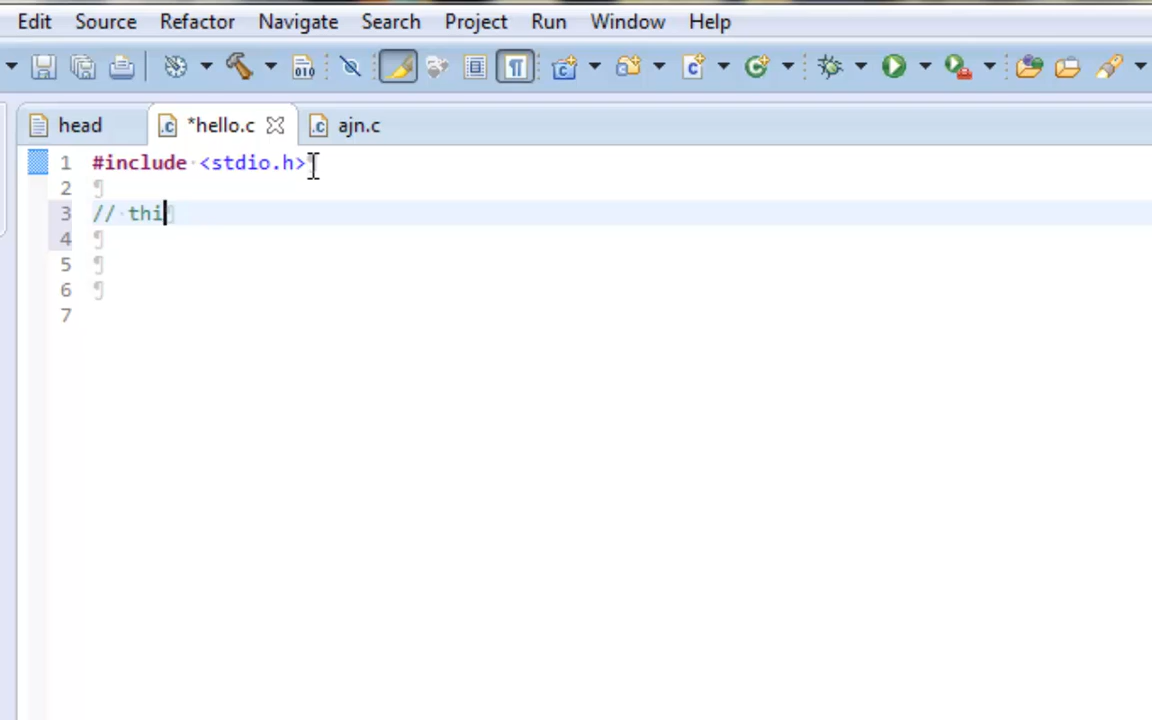 Edit Source Refactor Navigate Search Project Run Window Help
head *hello.c ajn.c
1 #include <stdio.h>
2
3 // thi
4
5
6
7